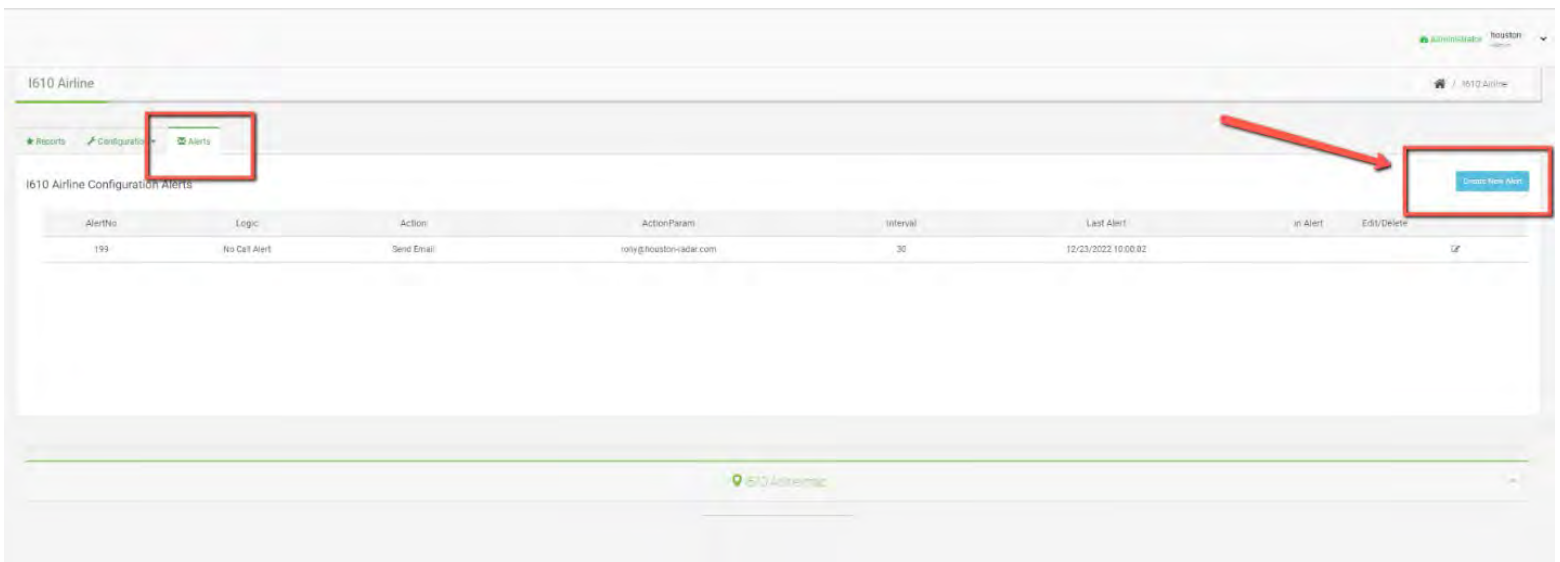 Administrator houston
I610 Airline / I610 Airline
Reports Configuration Alerts
I610 Airline Configuration Alerts Create New Alert
AlertNo Logic Action ActionParam Interval Last Alert in Alert Edit/Delete
199 No Call Alert Send Email rony@houston-radar.com 30 12/23/2022 10:00:02
I610 Airline map